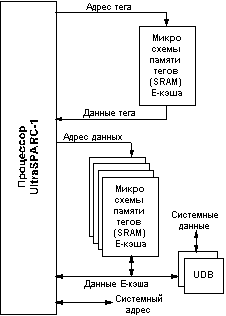 Адрес тега
Микро
схемы
памяти
тегов
(SRAM)
Е-кэша
Данные тега
Процессор
UltraSPARC-1
Адрес данных
Микро
схемы
памяти
тегов
(SRAM)
Е-кэша
Системные
данные
UDB
Данные Е-кэша
Системный
адрес